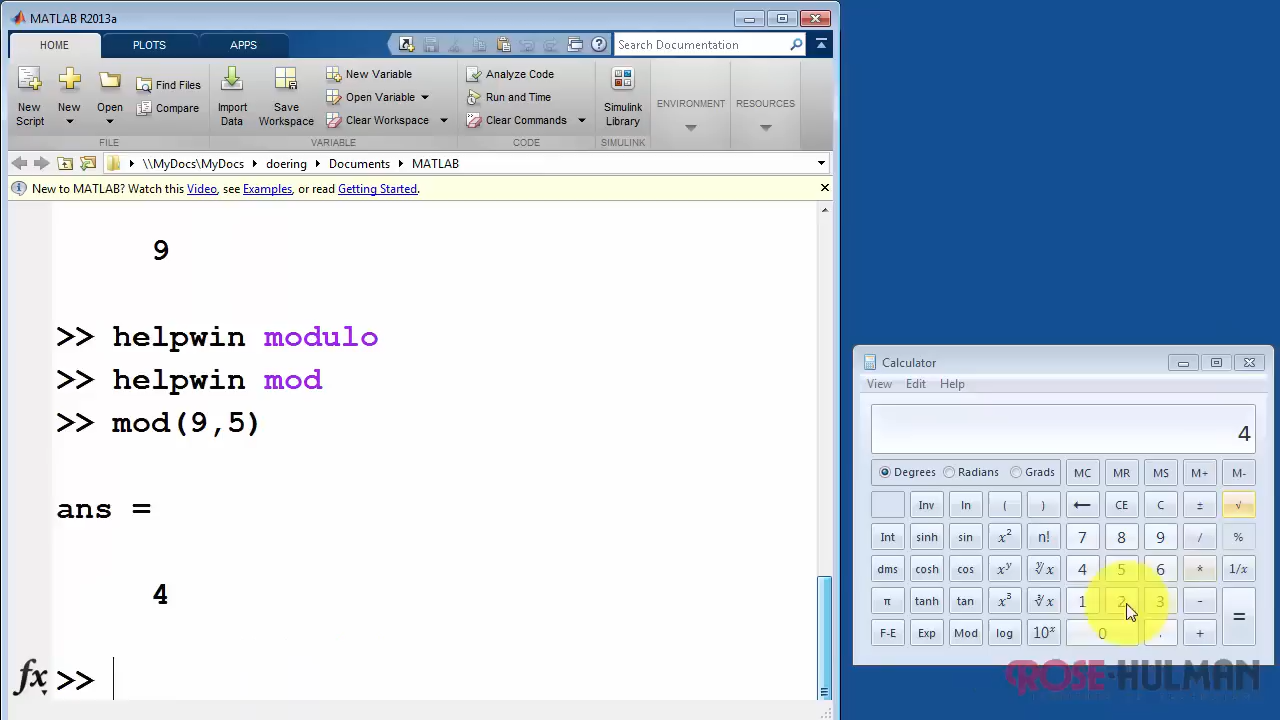 MATLAB R2013a
HOME PLOTS APPS
Search Documentation
New Script
New
Open
Find Files
Compare
FILE
Import Data
Save Workspace
New Variable
Open Variable
Clear Workspace
VARIABLE
Analyze Code
Run and Time
Clear Commands
CODE
Simulink Library
SIMULINK
ENVIRONMENT
RESOURCES
\\MyDocs\MyDocs doering Documents MATLAB
New to MATLAB? Watch this Video, see Examples, or read Getting Started.
9
>> helpwin modulo
>> helpwin mod
>> mod(9,5)
ans =
4
fx >>
Calculator
View Edit Help
4
Degrees Radians Grads MC MR MS M+ M-
Inv ln ( ) ← CE C ± √
Int sinh sin x² n! 7 8 9 / %
dms cosh cos xʸ ʸ√x 4 5 6 * 1/x
π tanh tan x³ ³√x 1 2 3 - =
F-E Exp Mod log 10ˣ 0 . +
ROSE-HULMAN